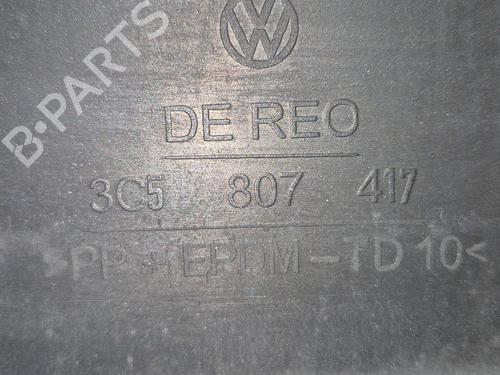 B-PARTS
DE REO
3C5 807 417
>PP + EPDM-TD 10<